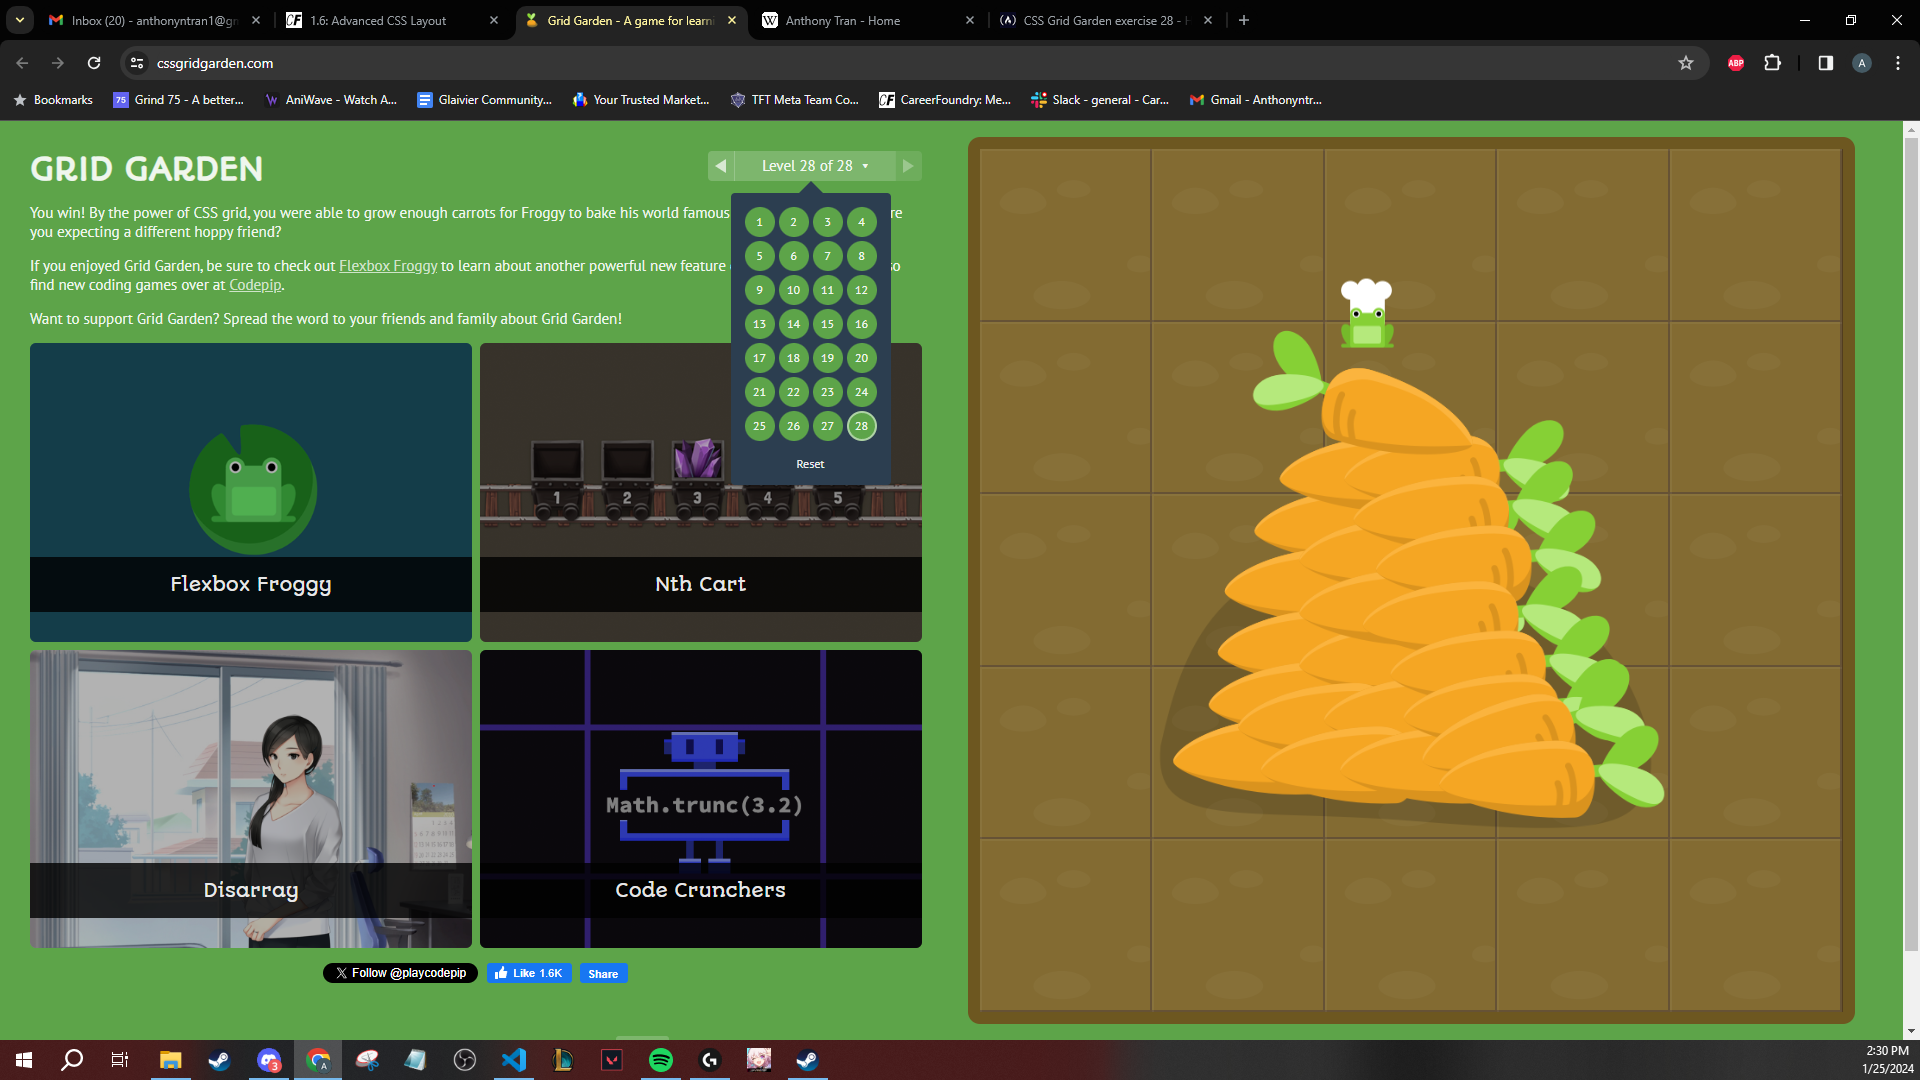 Inbox (20) - anthonyntran1@gn
1.6: Advanced CSS Layout
Grid Garden - A game for learni
Anthony Tran - Home
CSS Grid Garden exercise 28 - H
cssgridgarden.com
ABP
A
Bookmarks
Grind 75 - A better...
AniWave - Watch A...
Glaivier Community...
Your Trusted Market...
TFT Meta Team Co...
CareerFoundry: Me...
Slack - general - Car...
Gmail - Anthonyntr...
GRID GARDEN
Level 28 of 28
You win! By the power of CSS grid, you were able to grow enough carrots for Froggy to bake his world famous
re
you expecting a different hoppy friend?
If you enjoyed Grid Garden, be sure to check out Flexbox Froggy to learn about another powerful new feature
so
find new coding games over at Codepip.
Want to support Grid Garden? Spread the word to your friends and family about Grid Garden!
1 2 3 4
5 6 7 8
9 10 11 12
13 14 15 16
17 18 19 20
21 22 23 24
25 26 27 28
Reset
1 2 3 4 5
Flexbox Froggy
Nth Cart
Math.trunc(3.2)
Disarray
Code Crunchers
Follow @playcodepip
Like 1.6K
Share
3
A
2:30 PM
1/25/2024